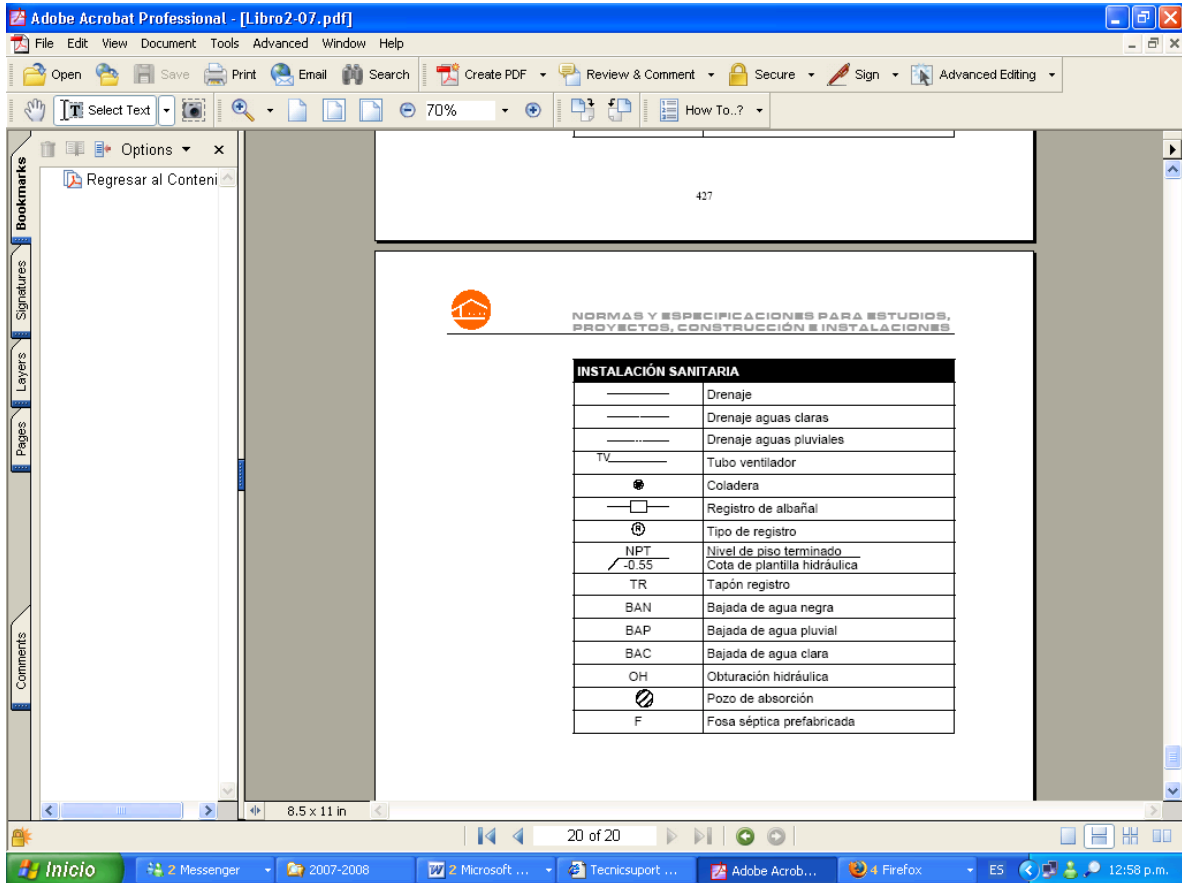 Adobe Acrobat Professional - [Libro2-07.pdf]
File Edit View Document Tools Advanced Window Help
Open Save Print Email Search Create PDF Review & Comment Secure Sign Advanced Editing
Select Text 70% How To..?
Bookmarks
Signatures
Layers
Pages
Comments
Options x
Regresar al Conteni
427
NORMAS Y ESPECIFICACIONES PARA ESTUDIOS,
PROYECTOS, CONSTRUCCIÓN E INSTALACIONES
INSTALACIÓN SANITARIA
Drenaje
Drenaje aguas claras
Drenaje aguas pluviales
TV Tubo ventilador
Coladera
Registro de albañal
R Tipo de registro
NPT Nivel de piso terminado
-0.55 Cota de plantilla hidráulica
TR Tapón registro
BAN Bajada de agua negra
BAP Bajada de agua pluvial
BAC Bajada de agua clara
OH Obturación hidráulica
Pozo de absorción
F Fosa séptica prefabricada
8.5 x 11 in
20 of 20
Inicio 2 Messenger 2007-2008 2 Microsoft ... Tecnicsuport ... Adobe Acrob... 4 Firefox ES 12:58 p.m.